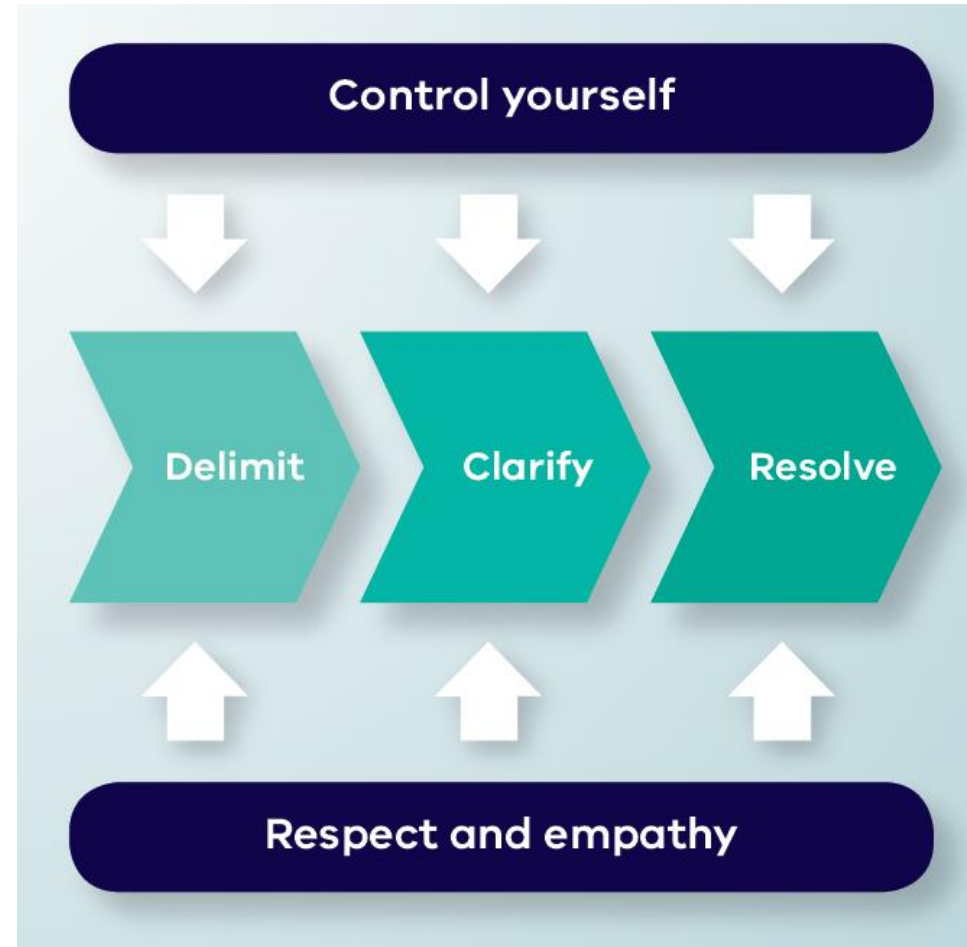 Control yourself
Delimit
Clarify
Resolve
Respect and empathy